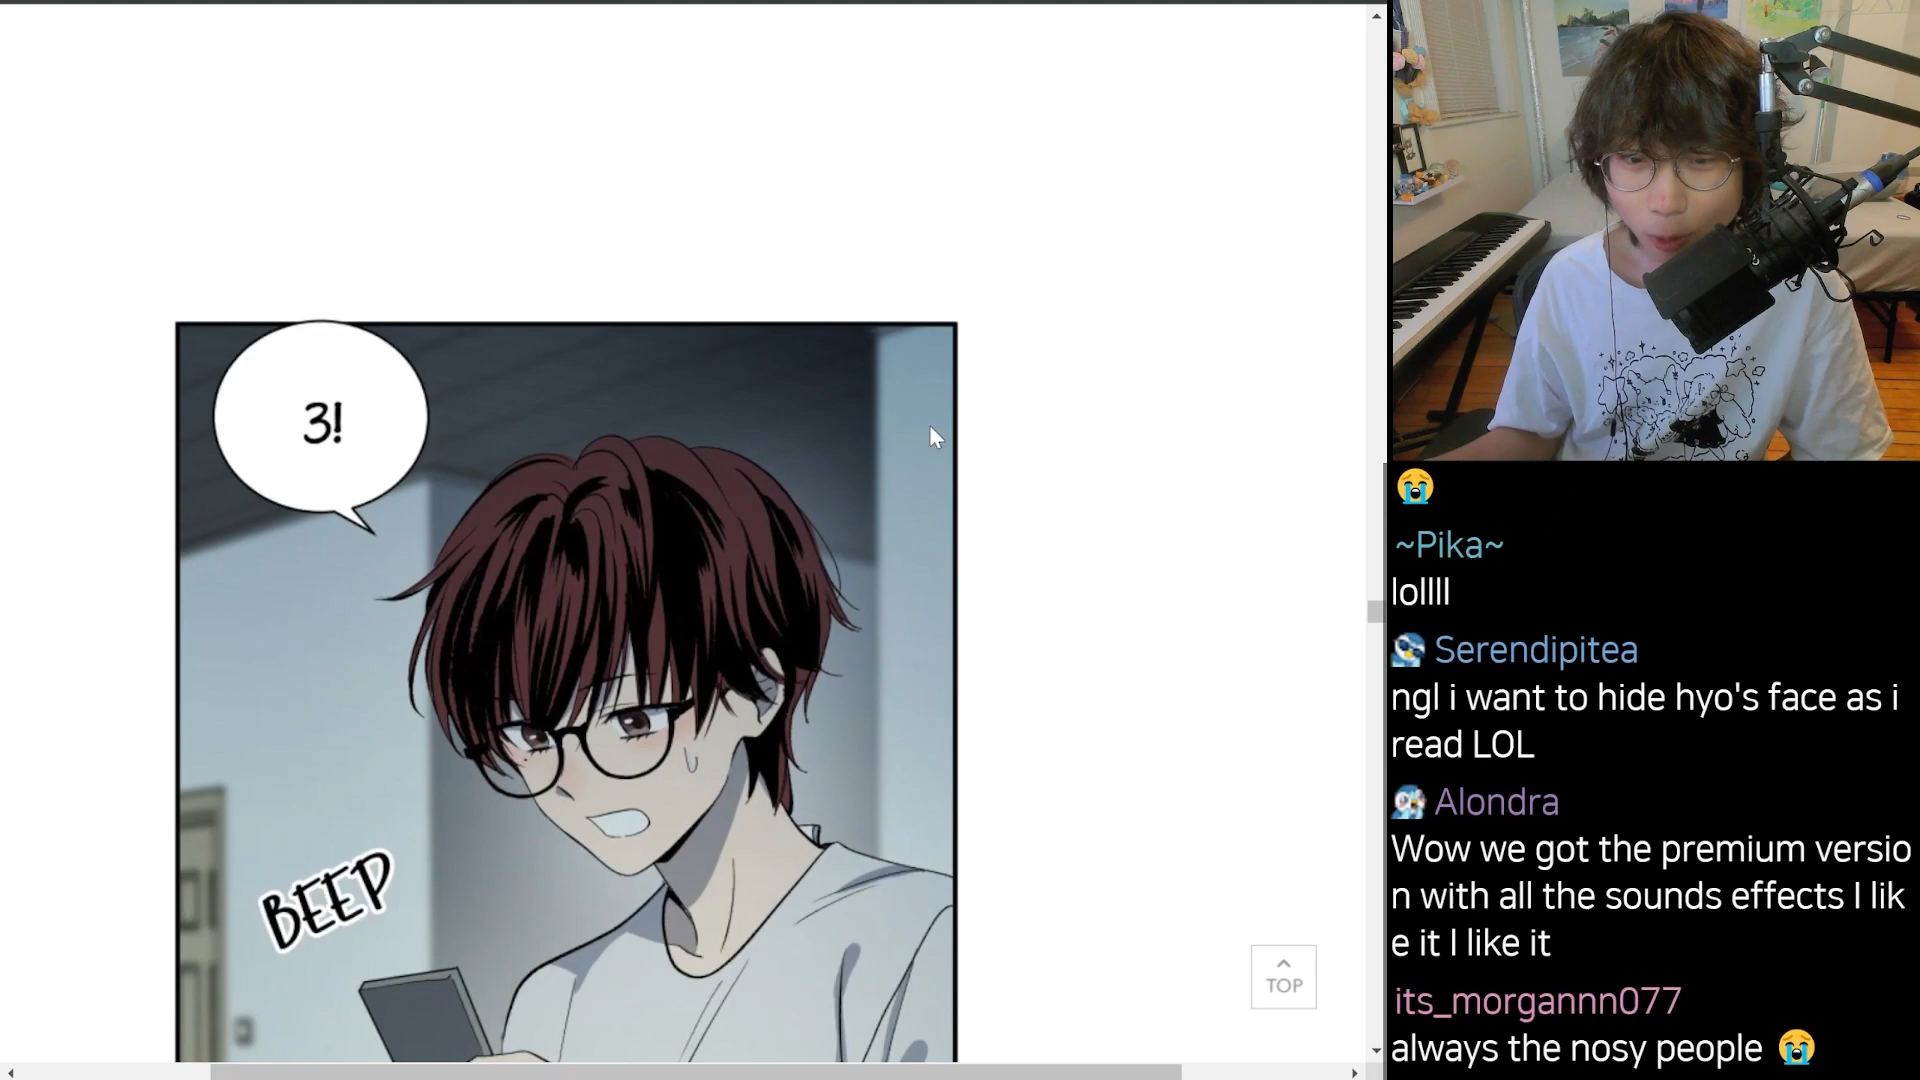 3!
BEEP
TOP
~Pika~
lollll
Serendipitea
ngl i want to hide hyo's face as i
read LOL
Alondra
Wow we got the premium versio
n with all the sounds effects I lik
e it I like it
its_morgannn077
always the nosy people 😭